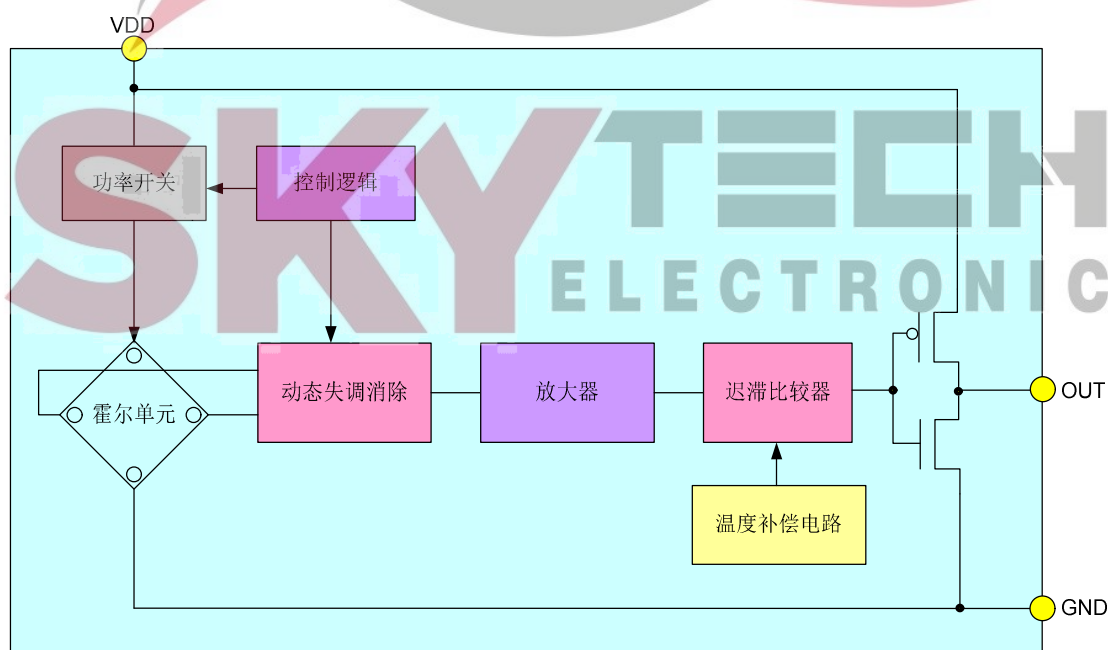 VDD
SKYTECH
ELECTRONIC
功率开关
控制逻辑
霍尔单元
动态失调消除
放大器
迟滞比较器
OUT
温度补偿电路
GND